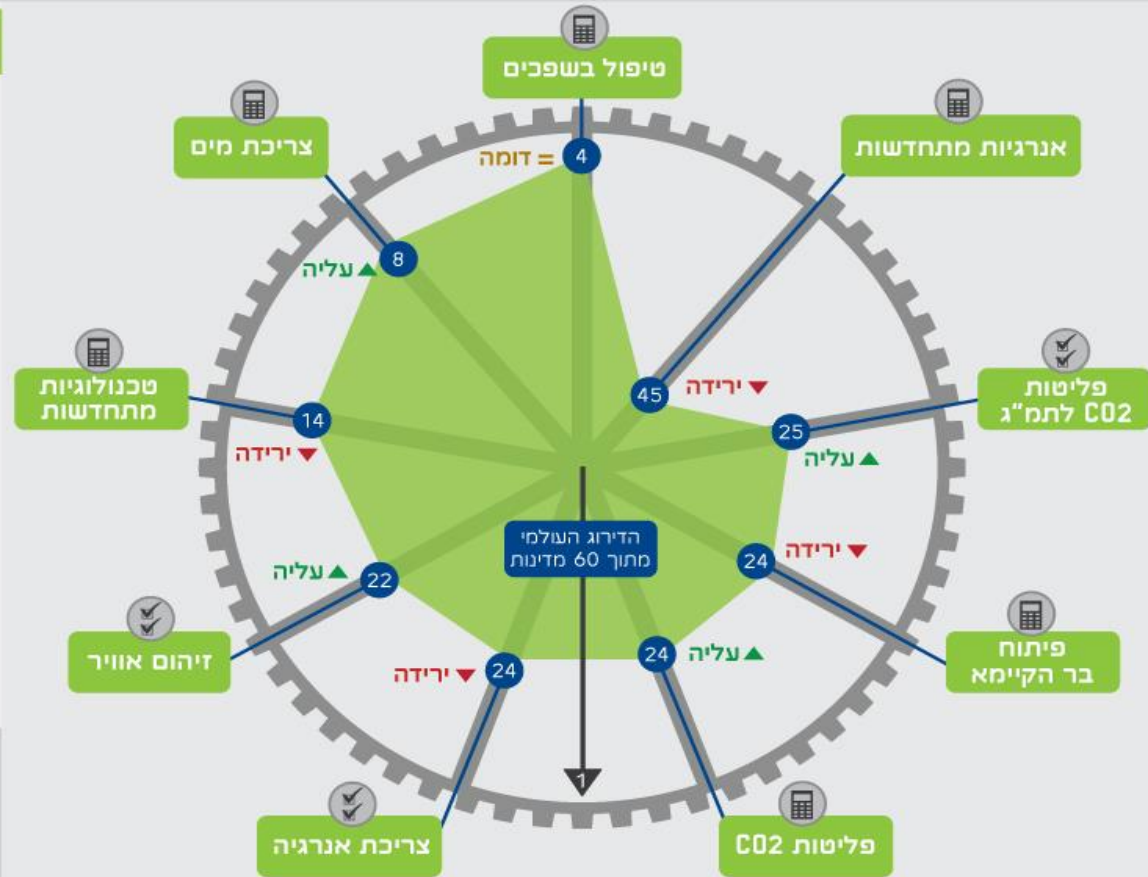 טיפול בשפכים
4
= דומה
אנרגיות מתחדשות
45
▼ ירידה
פליטות
CO2 לתמ"ג
25
▲ עליה
פיתוח
בר הקיימא
24
▼ ירידה
פליטות CO2
24
▲ עליה
צריכת אנרגיה
24
▼ ירידה
זיהום אוויר
22
▲ עליה
טכנולוגיות
מתחדשות
14
▼ ירידה
צריכת מים
8
▲ עליה
הדירוג העולמי
מתוך 60 מדינות
1